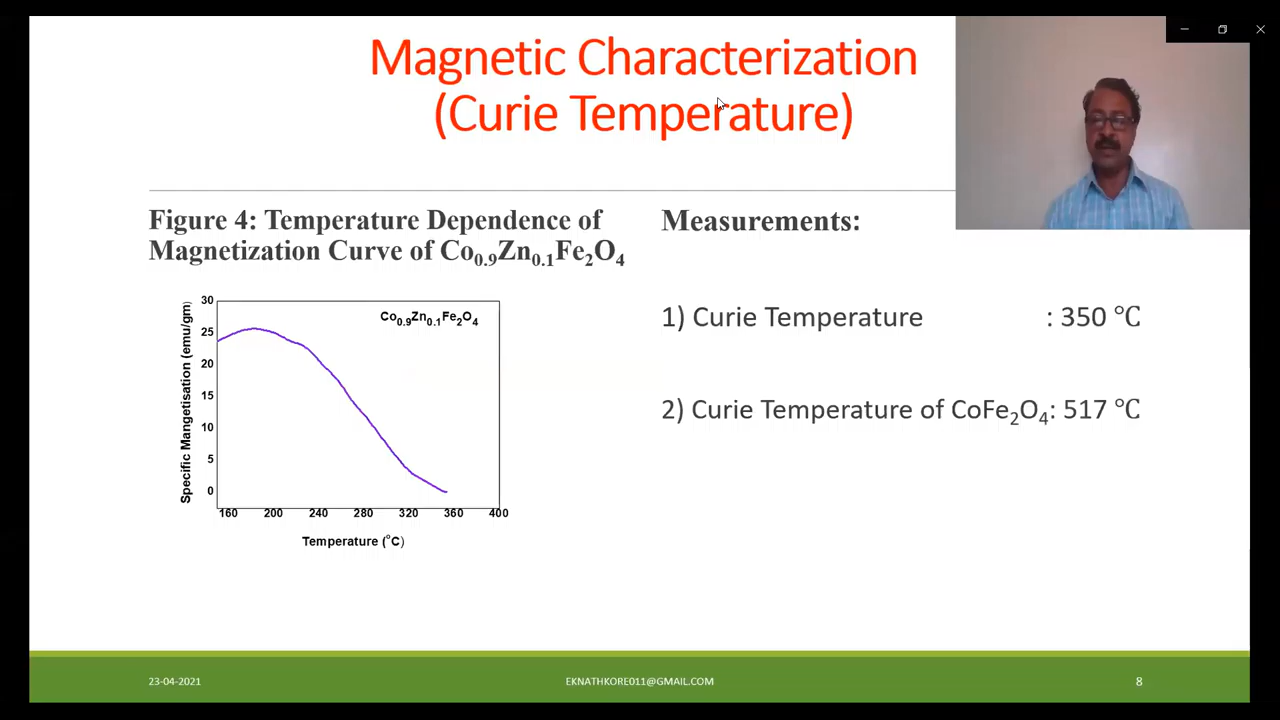 Magnetic Characterization
(Curie Temperature)
Figure 4: Temperature Dependence of
Magnetization Curve of Co₀.₉Zn₀.₁Fe₂O₄
Specific Mangetisation (emu/gm)
30
25
20
15
10
5
0
Co₀.₉Zn₀.₁Fe₂O₄
160 200 240 280 320 360 400
Temperature (°C)
Measurements:
1) Curie Temperature : 350 ℃
2) Curie Temperature of CoFe₂O₄: 517 ℃
23-04-2021
EKNATHKORE011@GMAIL.COM
8